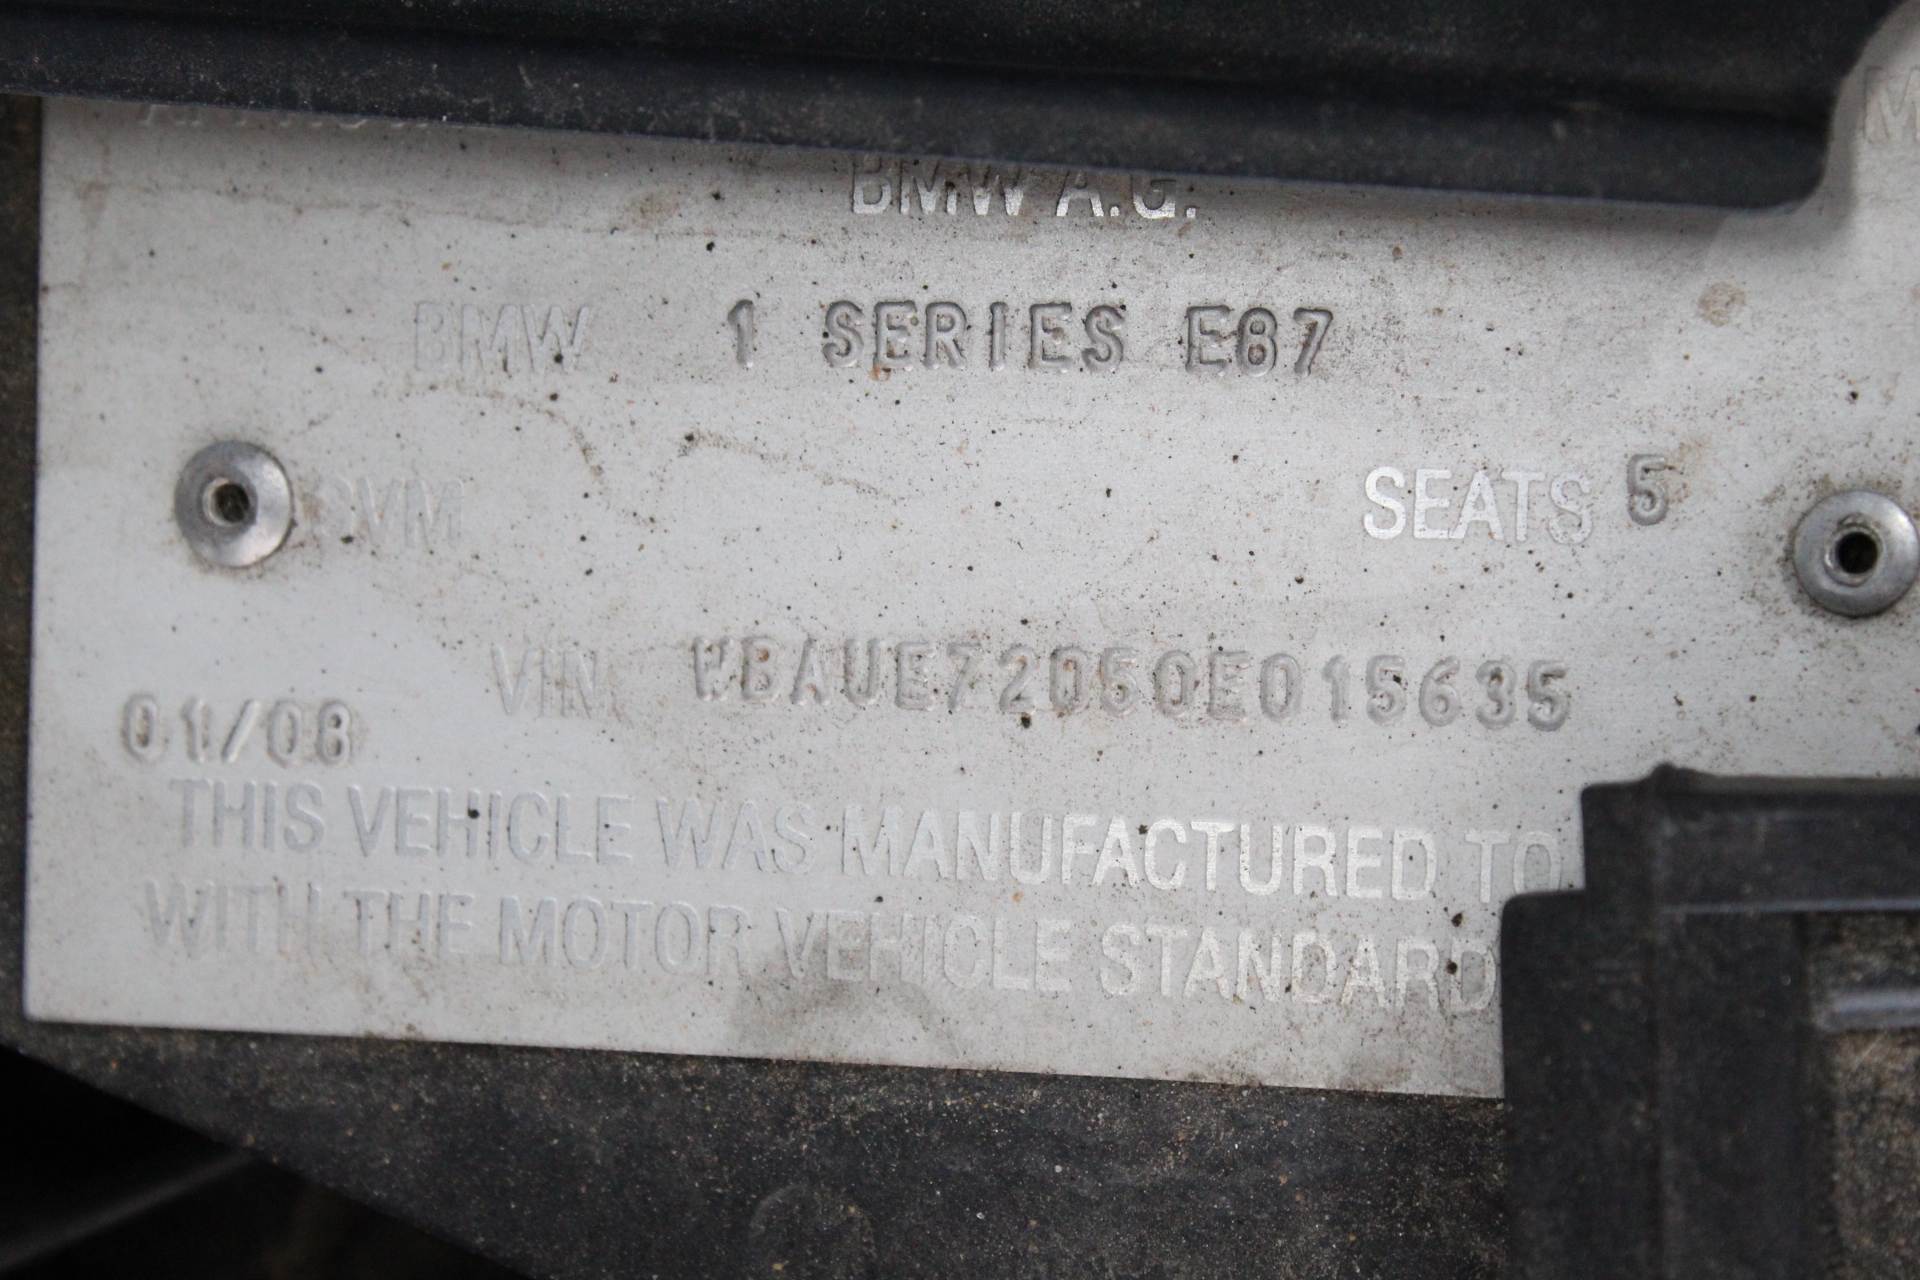 BMW A.G.
BMW 1 SERIES E87
GVM SEATS 5
VIN WBAUE72050E015635
01/08
THIS VEHICLE WAS MANUFACTURED TO
WITH THE MOTOR VEHICLE STANDARD